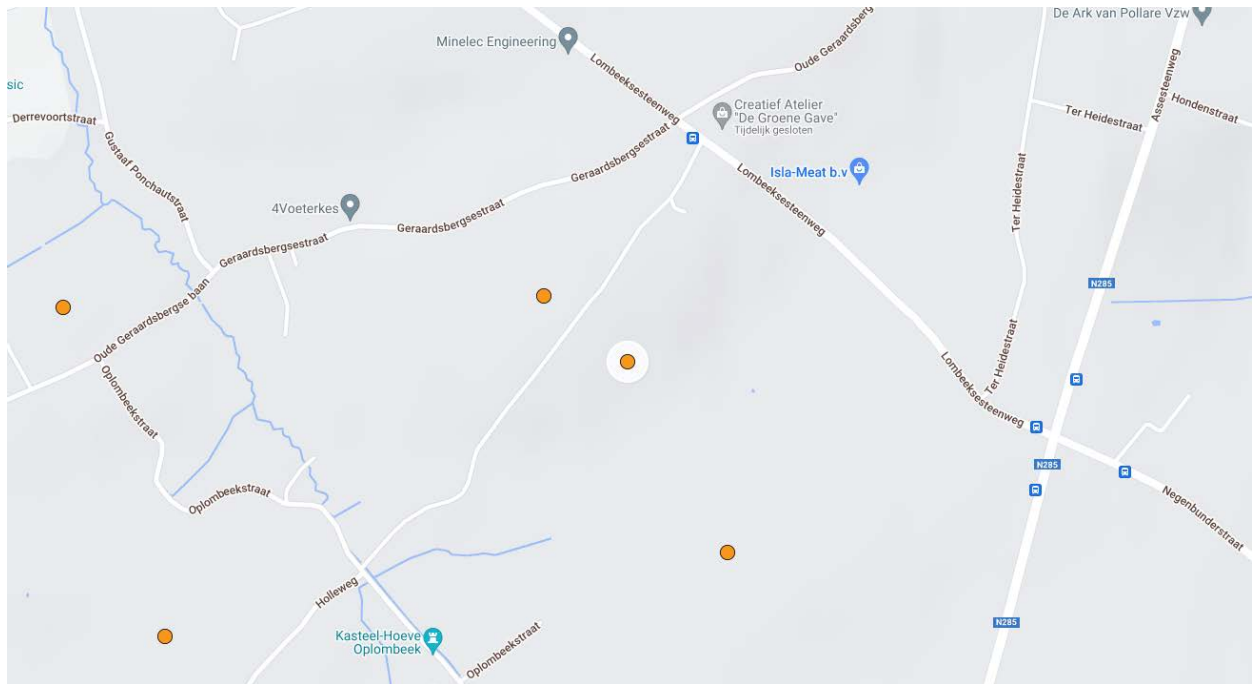 De Ark van Pollare Vzw
Minelec Engineering
Oude Geraardsberg
Lombeeksesteenweg
Assesteenweg
sic
Creatief Atelier
"De Groene Gave"
Tijdelijk gesloten
Hondenstraat
Derrevoortstraat
Ter Heidestraat
Gustaaf Ponchautstraat
Geraardsbergsestraat
Isla-Meat b.v
Lombeeksesteenweg
Ter Heidestraat
4Voeterkes
Geraardsbergsestraat
Geraardsbergsestraat
N285
Oude Geraardsbergse baan
Ter Heidestraat
Lombeeksesteenweg
Oplombeekstraat
N285
Oplombeekstraat
Negenbunderstraat
Holleweg
N285
Kasteel-Hoeve
Oplombeek
Oplombeekstraat